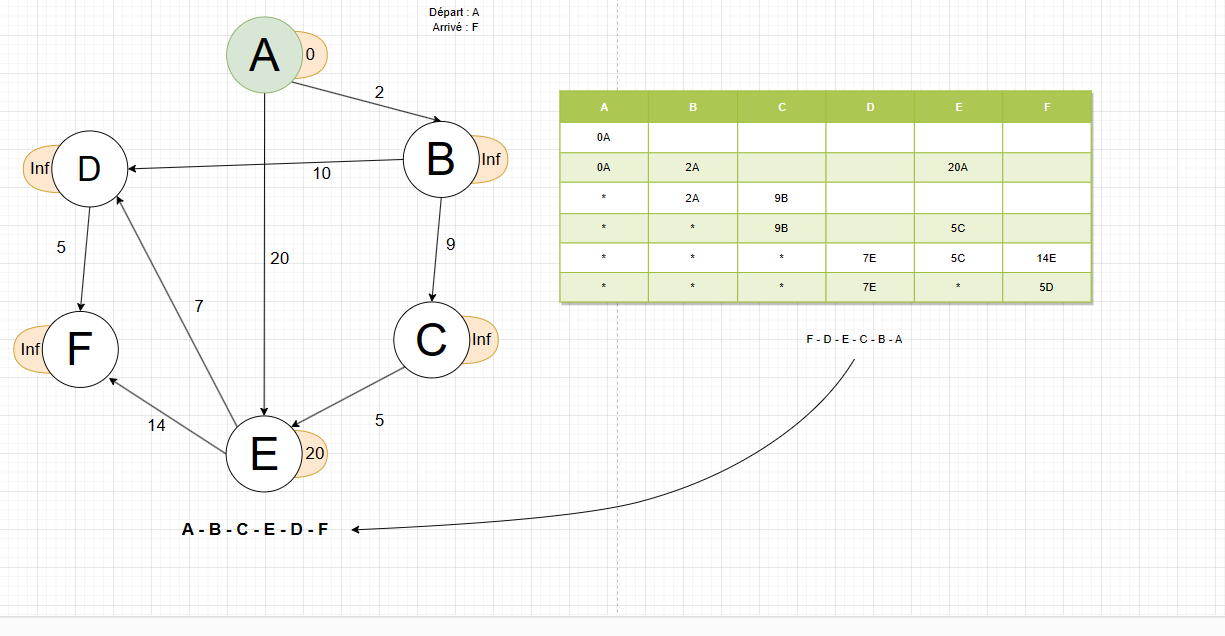 Départ : A
Arrivé : F
A 0
2
B Inf
D Inf
10
9
5
20
7
C Inf
F Inf
14
5
E 20
A - B - C - E - D - F
A B C D E F
0A
0A 2A 20A
* 2A 9B
* * 9B 5C
* * * 7E 5C 14E
* * * 7E * 5D
F - D - E - C - B - A